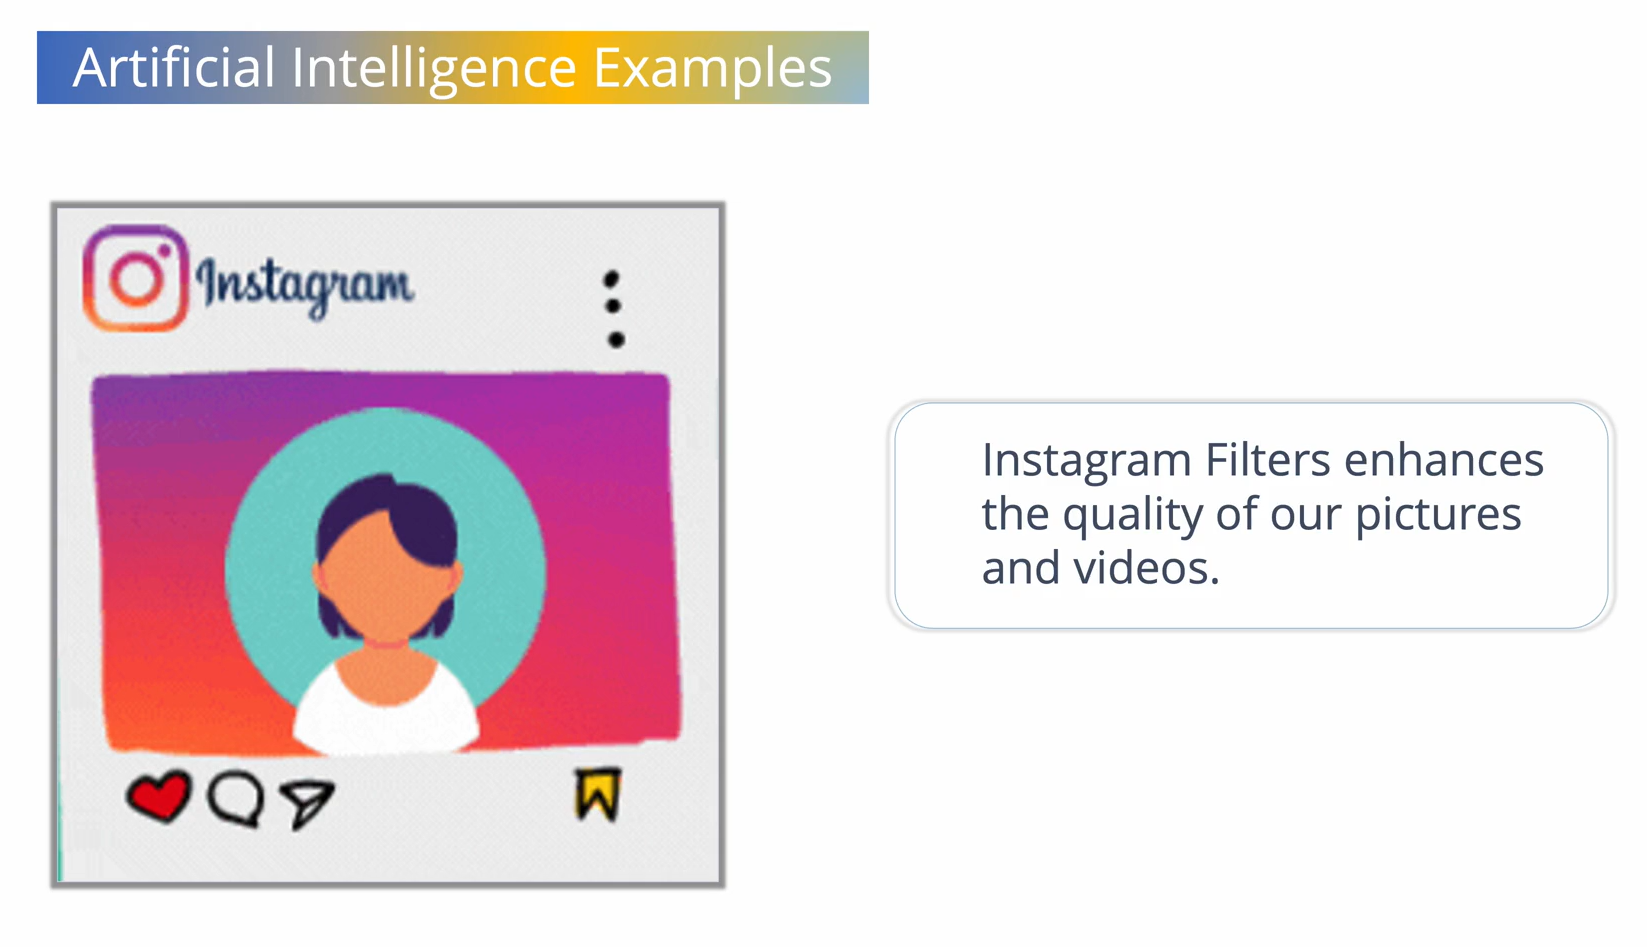 Artificial Intelligence Examples
Instagram
Instagram Filters enhances
the quality of our pictures
and videos.